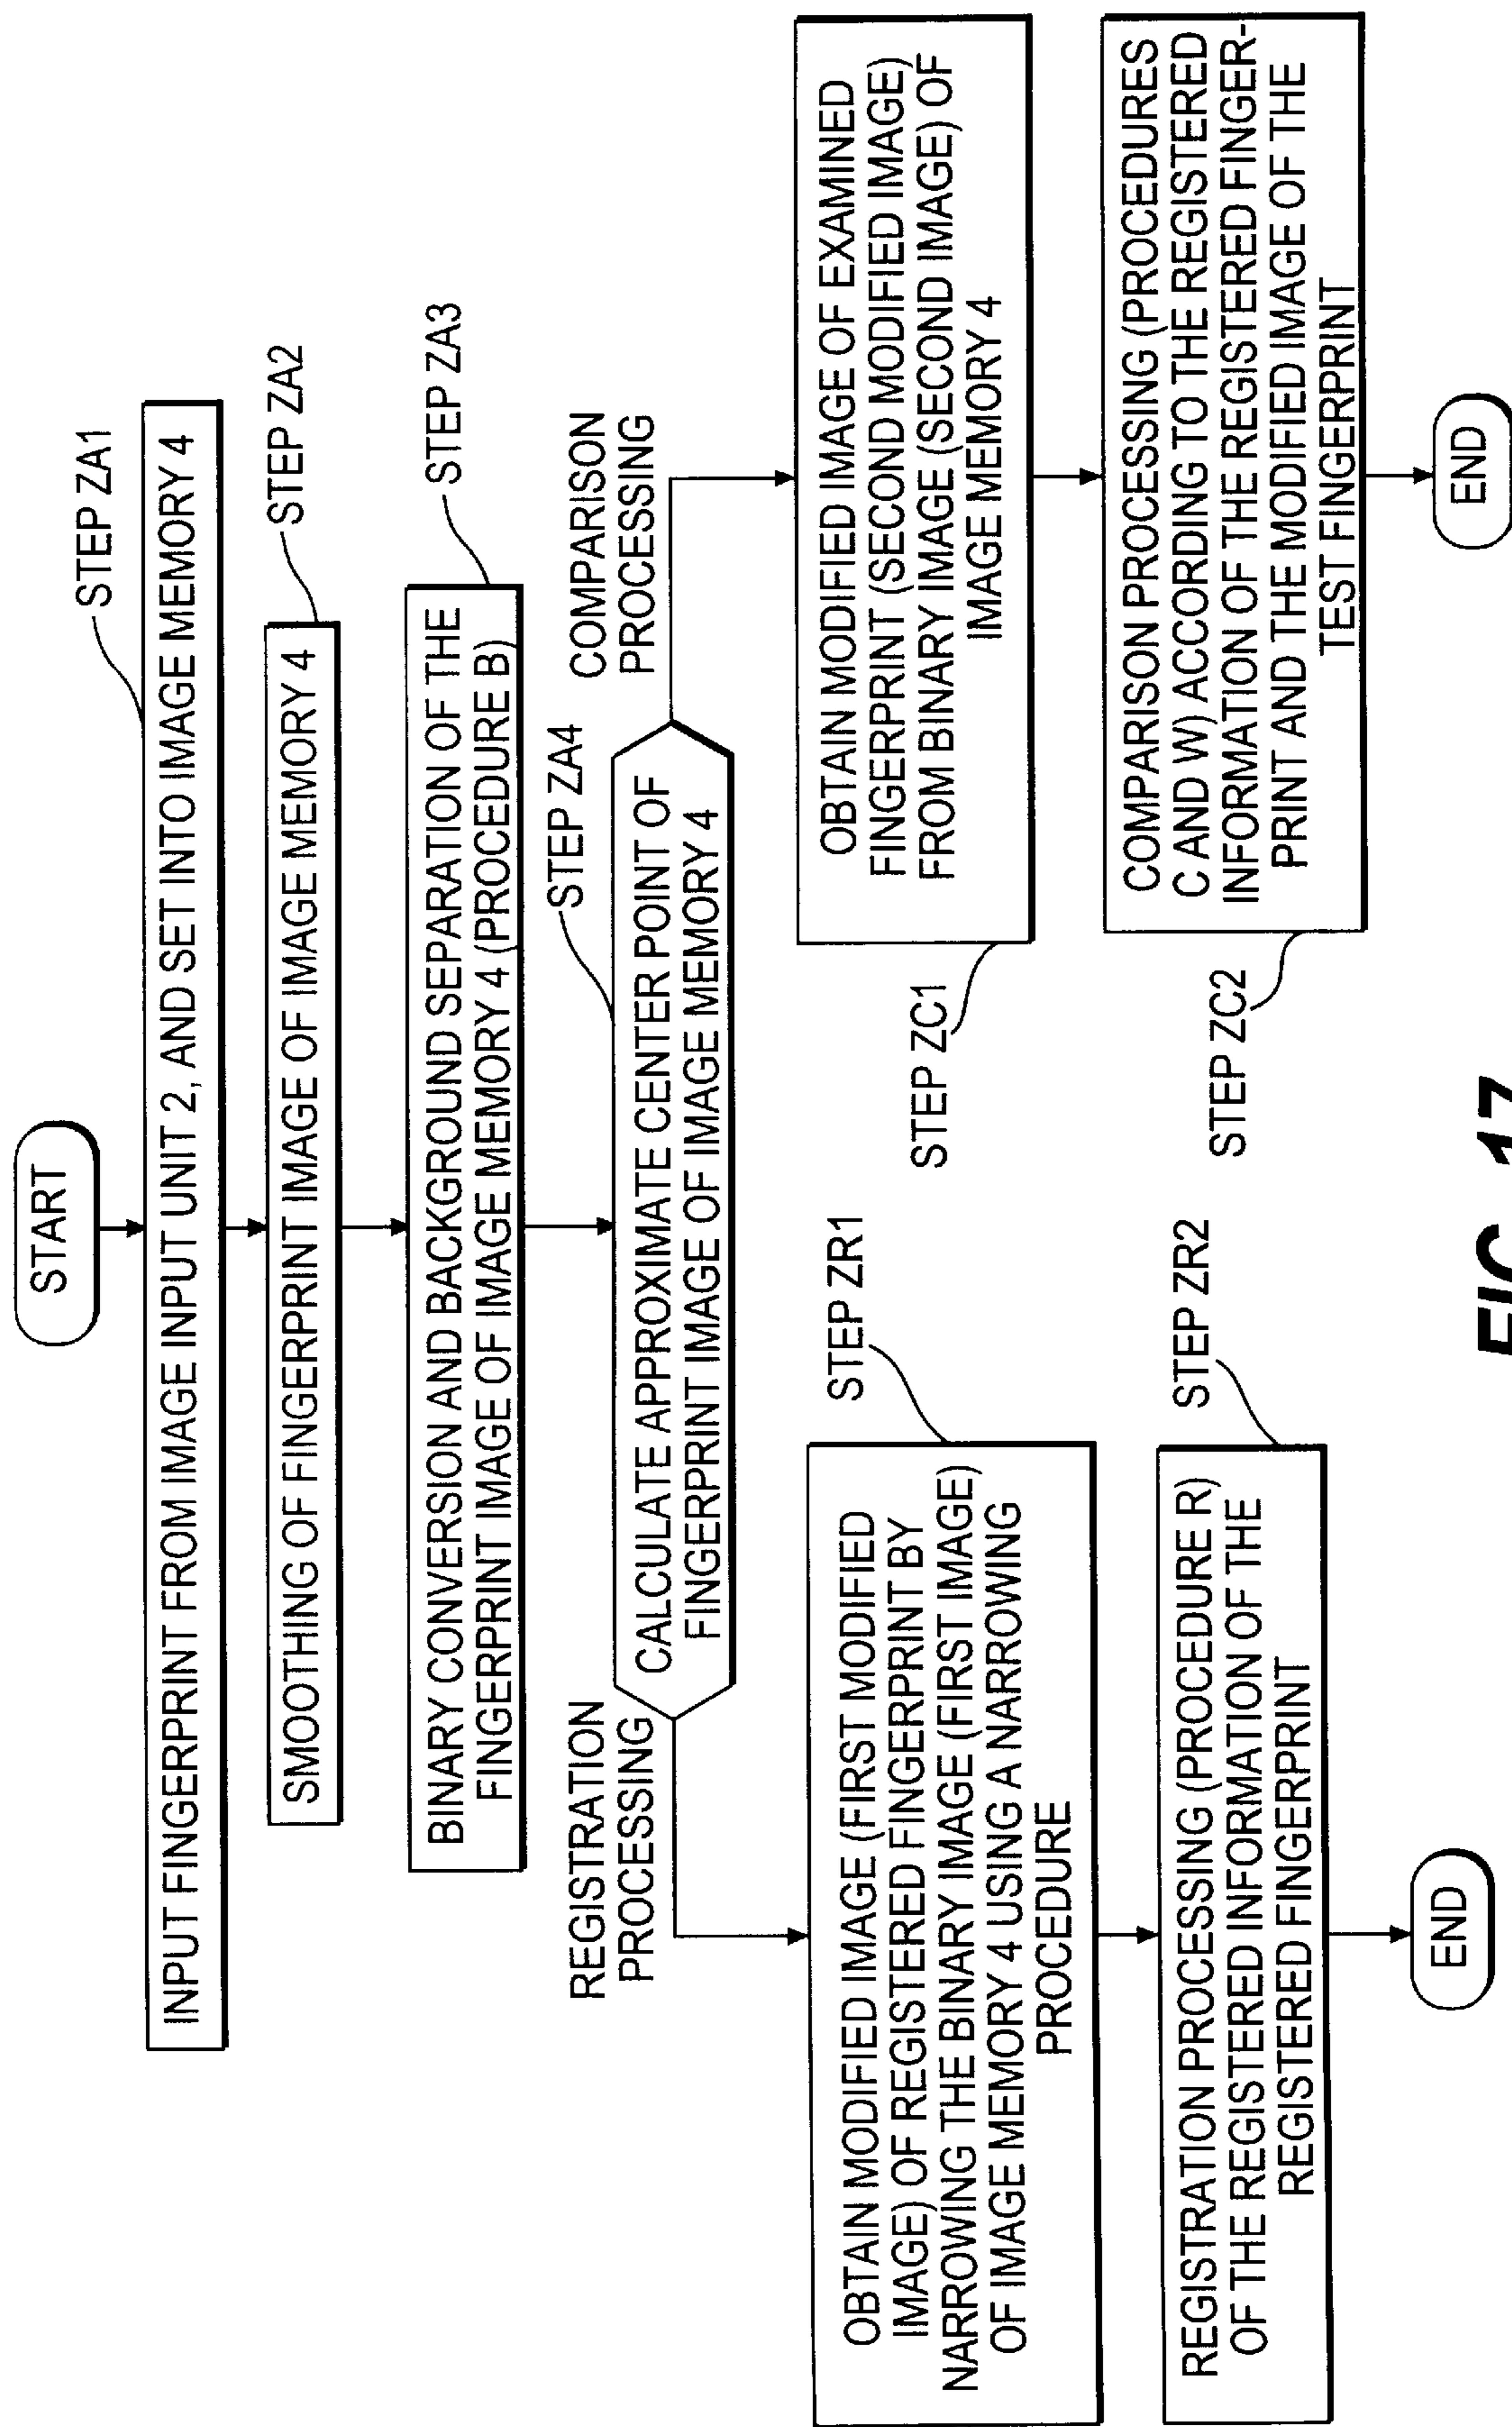 START
STEP ZA1
INPUT FINGERPRINT FROM IMAGE INPUT UNIT 2, AND SET INTO IMAGE MEMORY 4
STEP ZA2
SMOOTHING OF FINGERPRINT IMAGE OF IMAGE MEMORY 4
STEP ZA3
BINARY CONVERSION AND BACKGROUND SEPARATION OF THE
FINGERPRINT IMAGE OF IMAGE MEMORY 4 (PROCEDURE B)
STEP ZA4
CALCULATE APPROXIMATE CENTER POINT OF
FINGERPRINT IMAGE OF IMAGE MEMORY 4
REGISTRATION
PROCESSING
STEP ZR1
OBTAIN MODIFIED IMAGE (FIRST MODIFIED
IMAGE) OF REGISTERED FINGERPRINT BY
NARROWING THE BINARY IMAGE (FIRST IMAGE)
OF IMAGE MEMORY 4 USING A NARROWING
PROCEDURE
STEP ZR2
REGISTRATION PROCESSING (PROCEDURE R)
OF THE REGISTERED INFORMATION OF THE
REGISTERED FINGERPRINT
END
COMPARISON
PROCESSING
OBTAIN MODIFIED IMAGE OF EXAMINED
FINGERPRINT (SECOND MODIFIED IMAGE)
FROM BINARY IMAGE (SECOND IMAGE) OF
IMAGE MEMORY 4
STEP ZC1
COMPARISON PROCESSING (PROCEDURES
C AND W) ACCORDING TO THE REGISTERED
INFORMATION OF THE REGISTERED FINGER-
PRINT AND THE MODIFIED IMAGE OF THE
TEST FINGERPRINT
STEP ZC2
END
FIG. 17